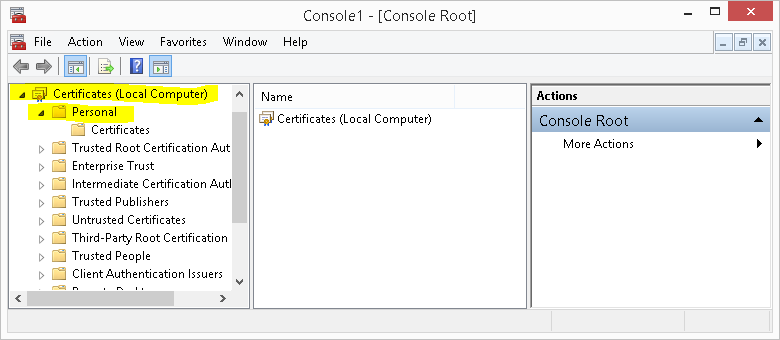 Console1 - [Console Root]
File Action View Favorites Window Help
Certificates (Local Computer)
Personal
Certificates
Trusted Root Certification Aut
Enterprise Trust
Intermediate Certification Autl
Trusted Publishers
Untrusted Certificates
Third-Party Root Certification
Trusted People
Client Authentication Issuers
Name
Certificates (Local Computer)
Actions
Console Root
More Actions